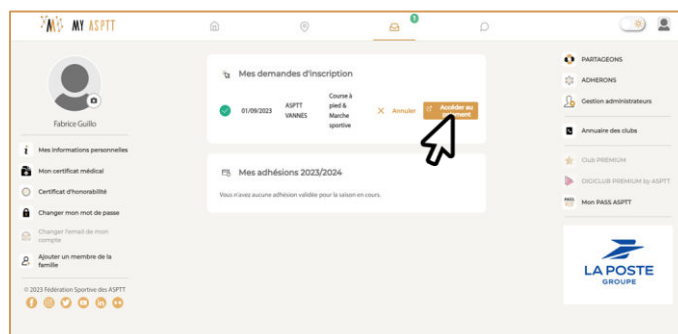 MY ASPTT
1
Fabrice Guillo
Mes informations personnelles
Mon certificat médical
Certificat d'honorabilité
Changer mon mot de passe
Changer l'email de mon
compte
Ajouter un membre de la
famille
© 2023 Fédération Sportive des ASPTT
Mes demandes d'inscription
01/09/2023
ASPTT
VANNES
Course à
pied &
Marche
sportive
Annuler
Accéder au
paiement
Mes adhésions 2023/2024
Vous n'avez aucune adhésion validée pour la saison en cours.
PARTAGEONS
ADHERONS
Gestion administrateurs
Annuaire des clubs
Club PREMIUM
DIGICLUB PREMIUM by ASPTT
Mon PASS ASPTT
LA POSTE
GROUPE